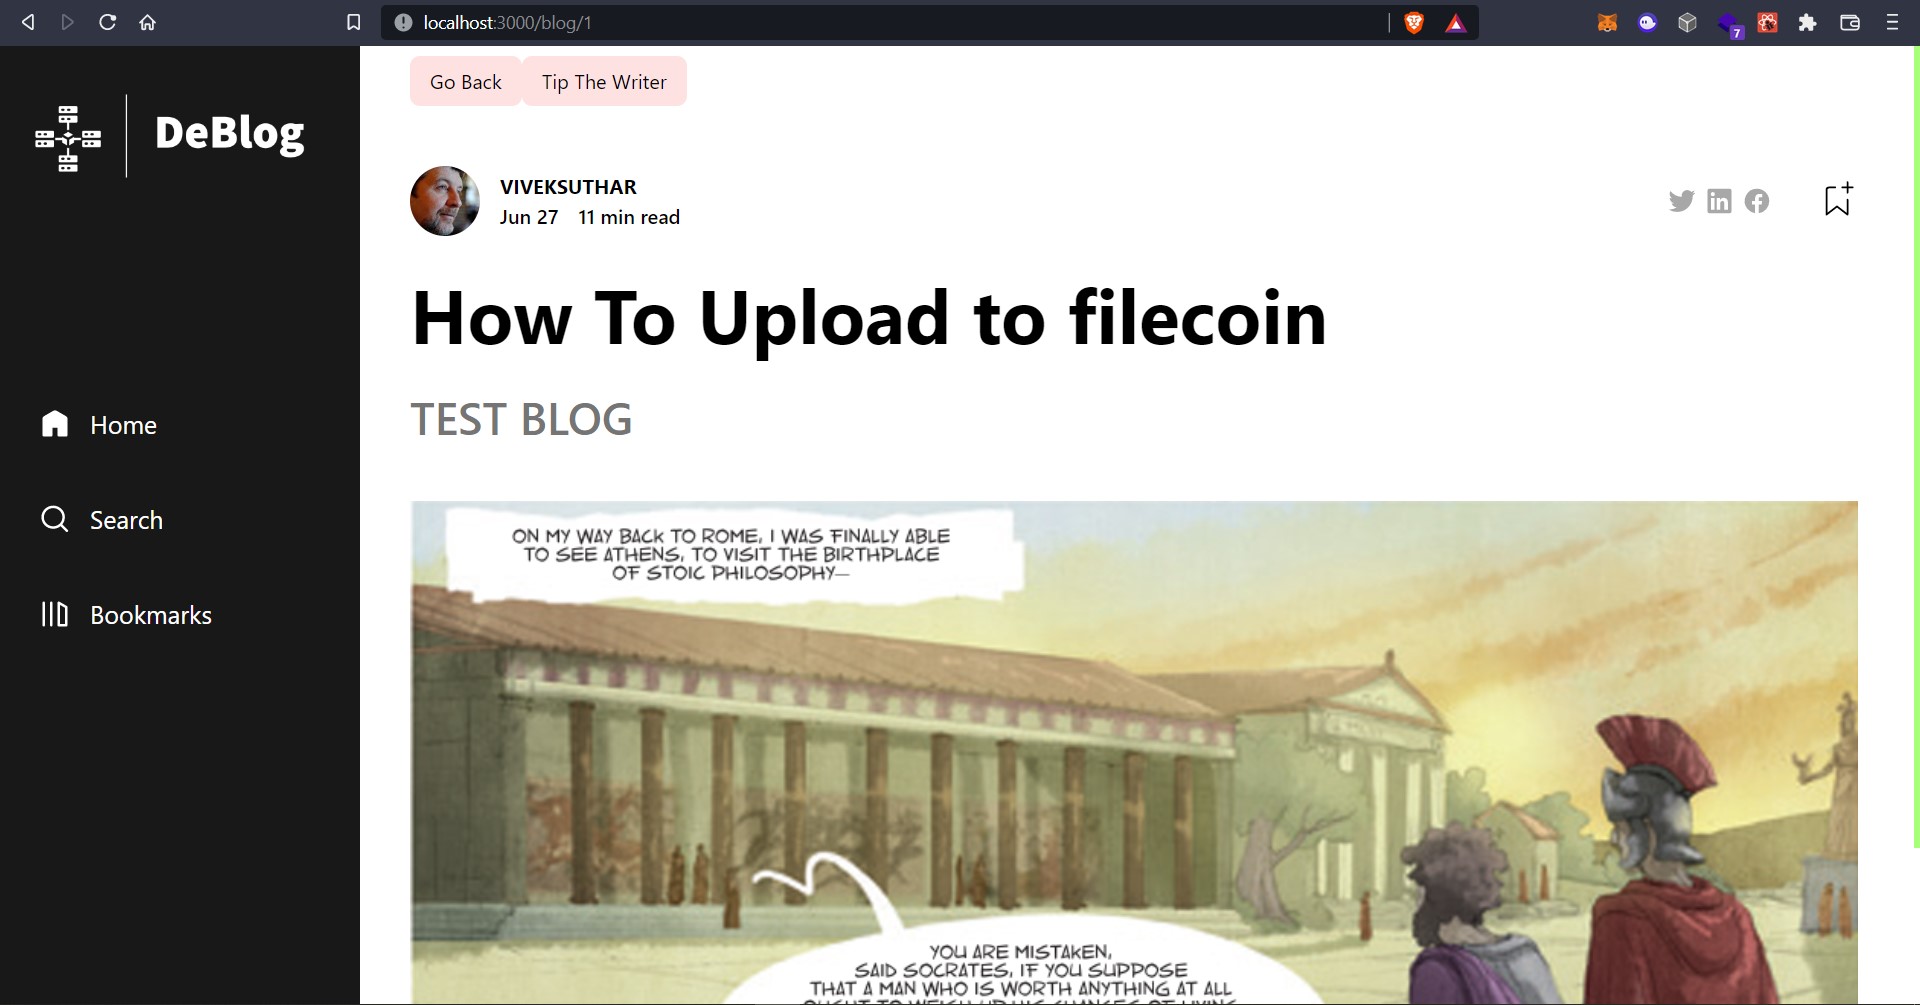 localhost:3000/blog/1
7
Go Back
Tip The Writer
DeBlog
VIVEKSUTHAR
Jun 27 11 min read
How To Upload to filecoin
TEST BLOG
Home
Search
Bookmarks
ON MY WAY BACK TO ROME, I WAS FINALLY ABLE
TO SEE ATHENS, TO VISIT THE BIRTHPLACE
OF STOIC PHILOSOPHY—
YOU ARE MISTAKEN,
SAID SOCRATES, IF YOU SUPPOSE
THAT A MAN WHO IS WORTH ANYTHING AT ALL